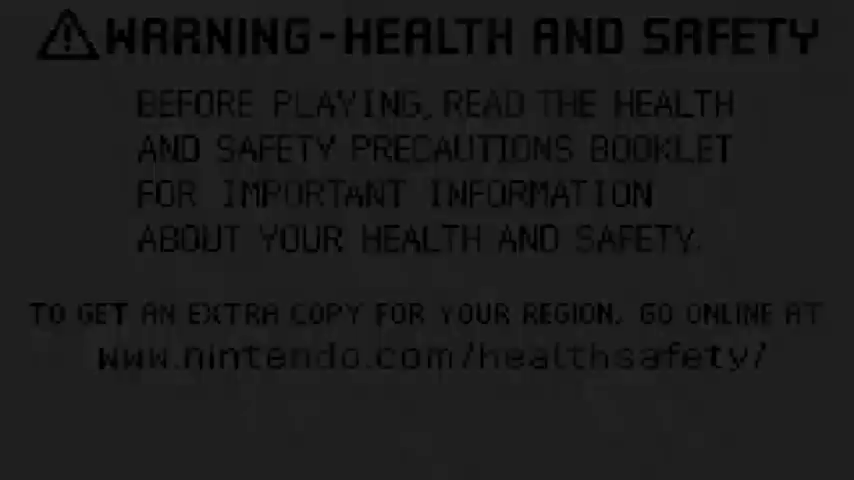 WARNING-HEALTH AND SAFETY
BEFORE PLAYING, READ THE HEALTH
AND SAFETY PRECAUTIONS BOOKLET
FOR IMPORTANT INFORMATION
ABOUT YOUR HEALTH AND SAFETY.
TO GET AN EXTRA COPY FOR YOUR REGION, GO ONLINE AT
www.nintendo.com/healthsafety/